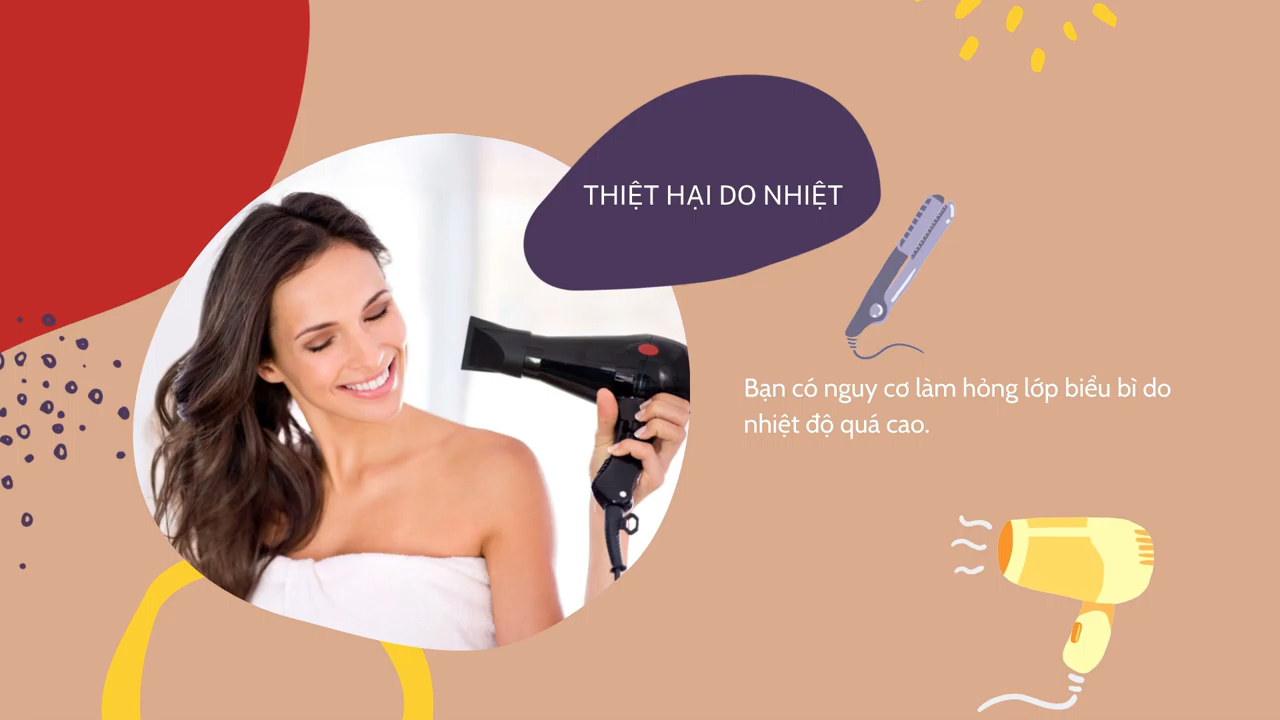 THIỆT HẠI DO NHIỆT
Bạn có nguy cơ làm hỏng lớp biểu bì do
nhiệt độ quá cao.